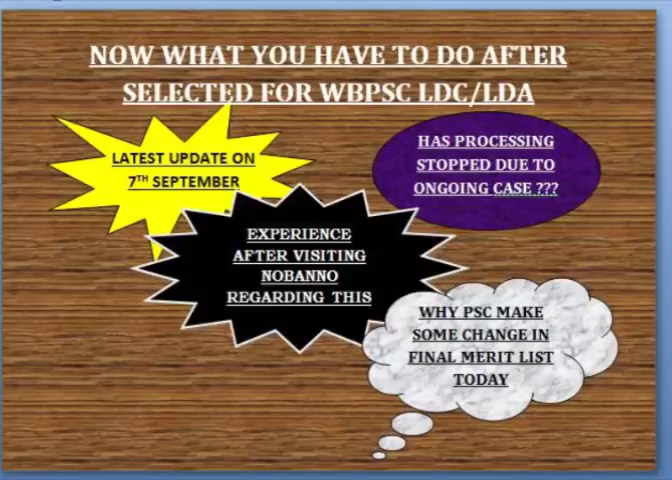 NOW WHAT YOU HAVE TO DO AFTER
SELECTED FOR WBPSC LDC/LDA
LATEST UPDATE ON
7TH SEPTEMBER
HAS PROCESSING
STOPPED DUE TO
ONGOING CASE ???
EXPERIENCE
AFTER VISITING
NOBANNO
REGARDING THIS
WHY PSC MAKE
SOME CHANGE IN
FINAL MERIT LIST
TODAY